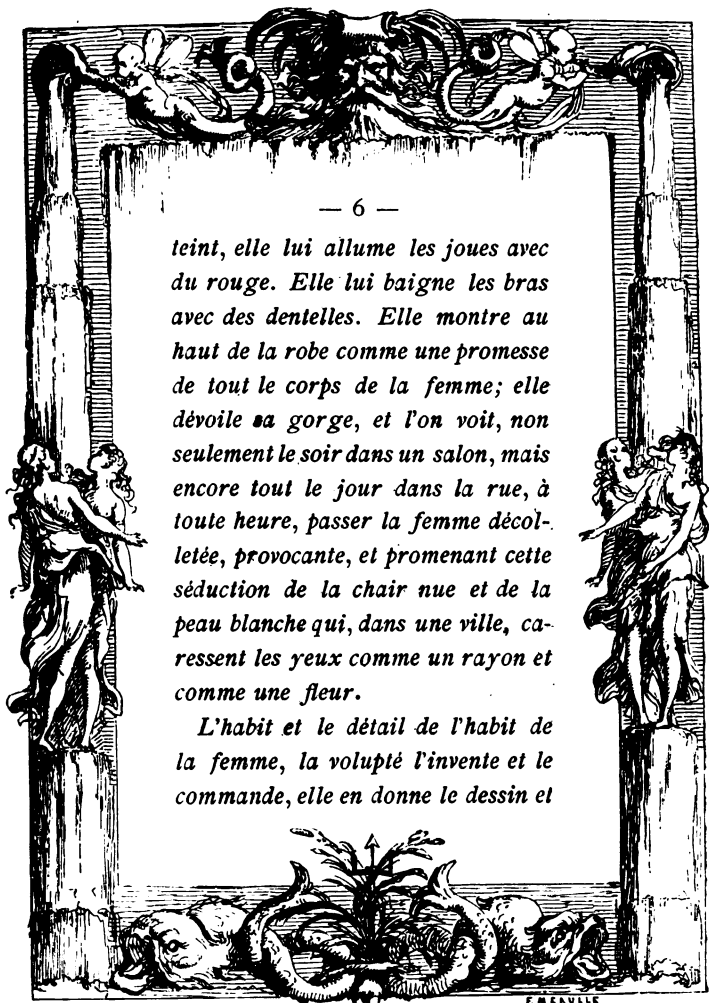 — 6 —
teint, elle lui allume les joues avec
du rouge. Elle lui baigne les bras
avec des dentelles. Elle montre au
haut de la robe comme une promesse
de tout le corps de la femme; elle
dévoile sa gorge, et l'on voit, non
seulement le soir dans un salon, mais
encore tout le jour dans la rue, à
toute heure, passer la femme décol-
letée, provocante, et promenant cette
séduction de la chair nue et de la
peau blanche qui, dans une ville, ca-
ressent les yeux comme un rayon et
comme une fleur.
L'habit et le détail de l'habit de
la femme, la volupté l'invente et le
commande, elle en donne le dessin et